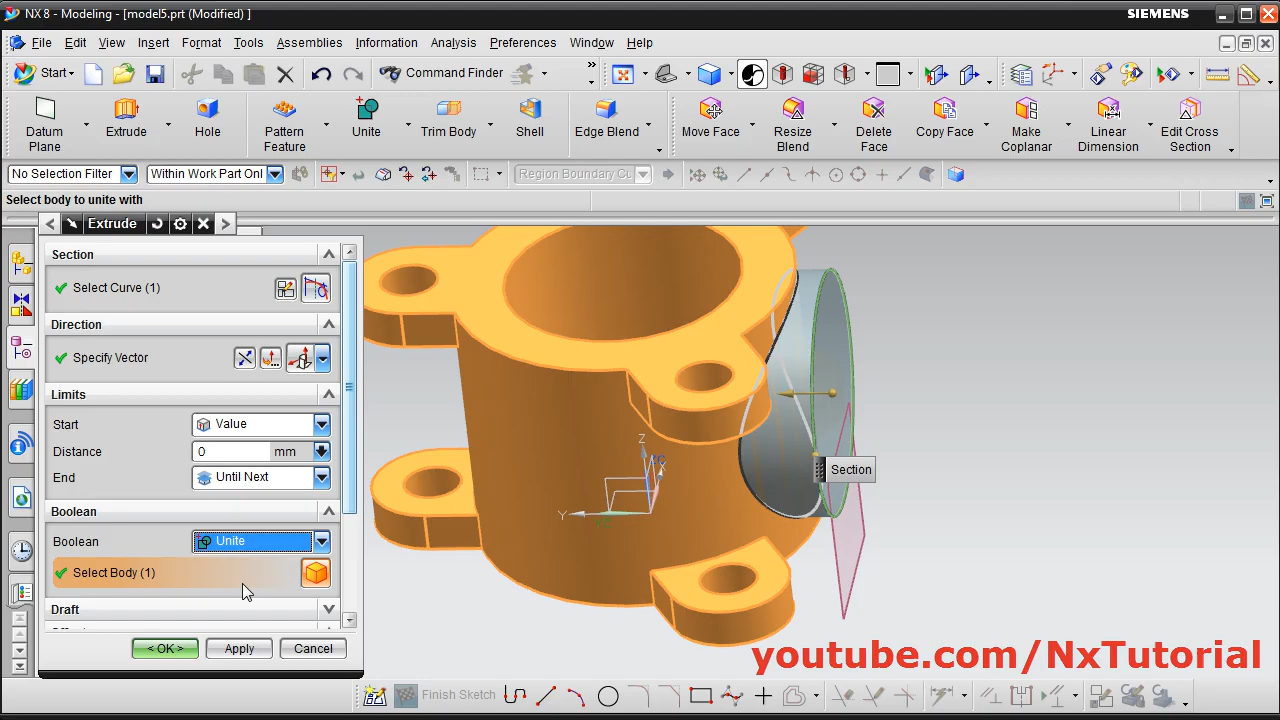 NX 8 - Modeling - [model5.prt (Modified) ]
SIEMENS
File Edit View Insert Format Tools Assemblies Information Analysis Preferences Window Help
Start Command Finder
Datum Plane
Extrude
Hole
Pattern Feature
Unite
Trim Body
Shell
Edge Blend
Move Face
Resize Blend
Delete Face
Copy Face
Make Coplanar
Linear Dimension
Edit Cross Section
No Selection Filter Within Work Part Onl Region Boundary Cu
Select body to unite with
Extrude
Section
Select Curve (1)
Direction
Specify Vector
Limits
Start Value
Distance 0 mm
End Until Next
Boolean
Boolean Unite
Select Body (1)
Draft
< OK > Apply Cancel
Z
Y
Section
youtube.com/NxTutorial
Finish Sketch